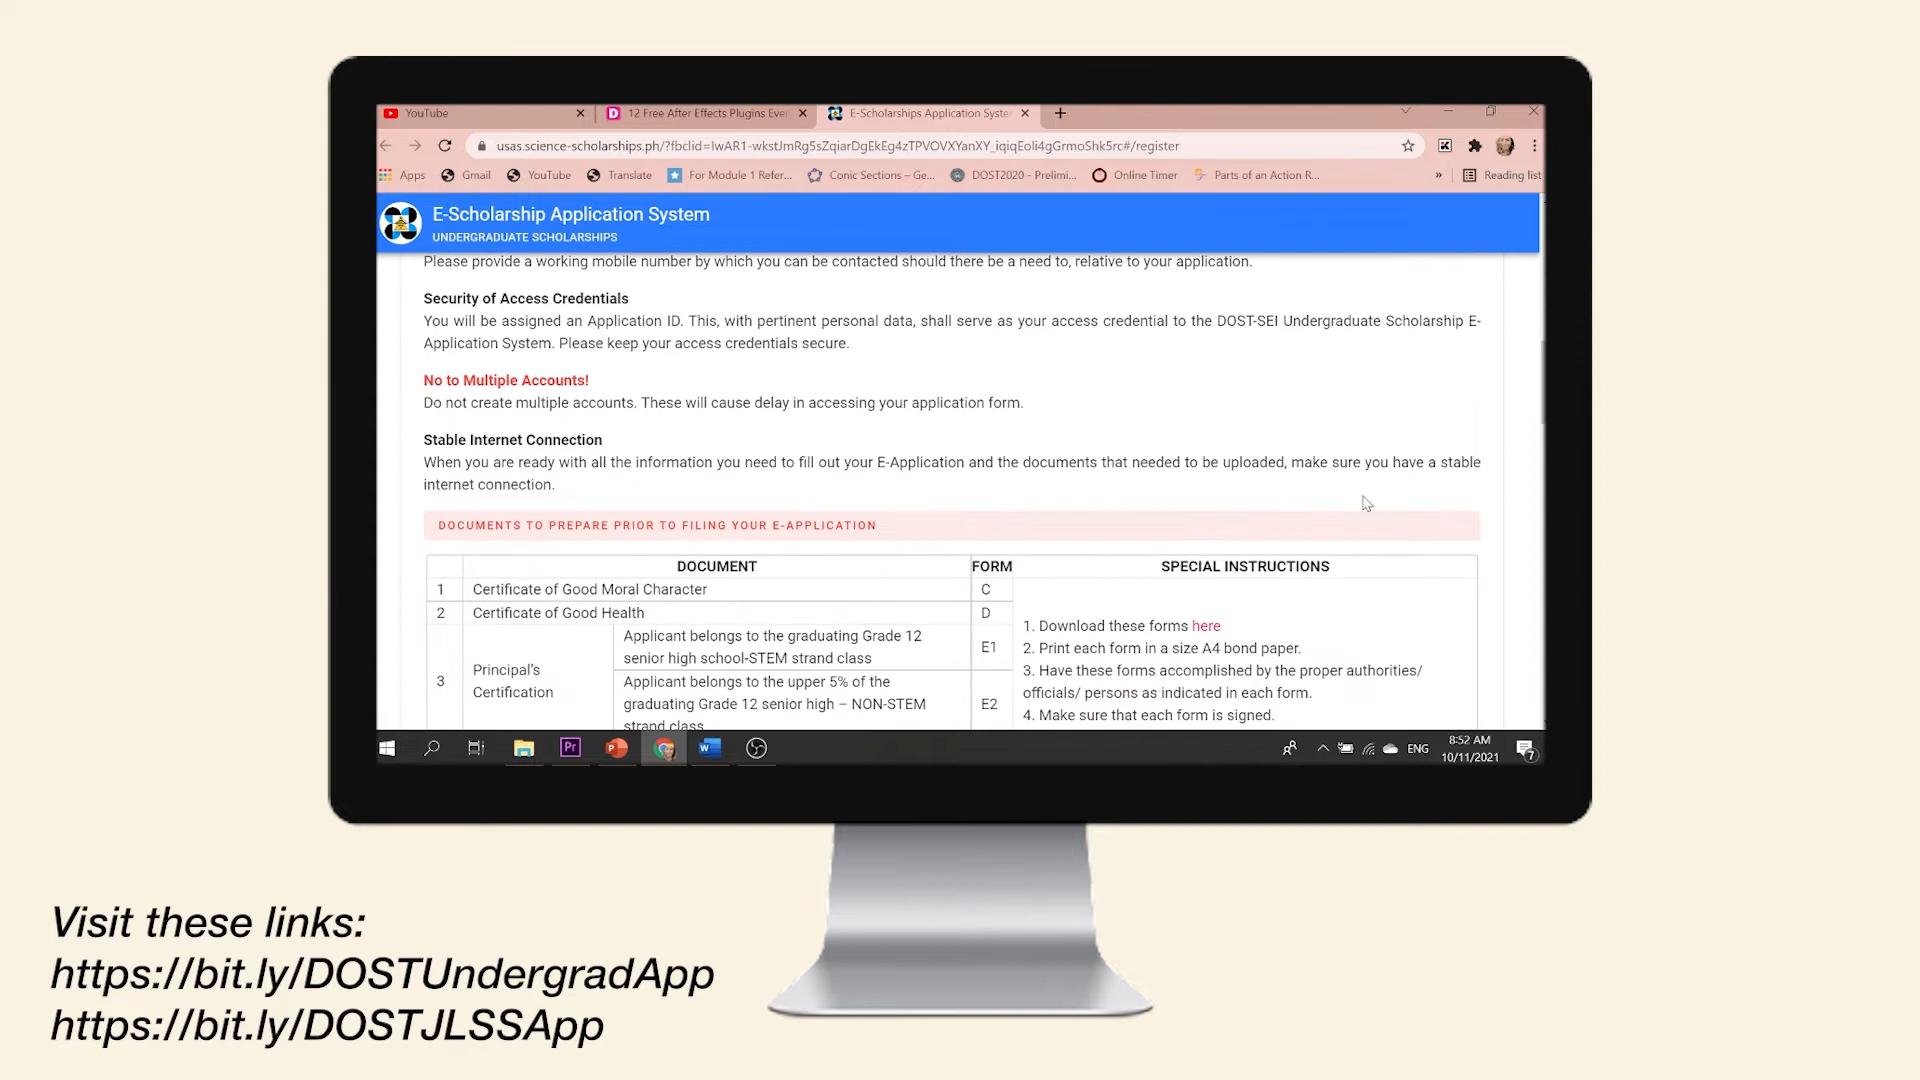 YouTube
12 Free After Effects Plugins Ever
E-Scholarships Application Syste
usas.science-scholarships.ph/?fbclid=IwAR1-wkstJmRg5sZqiarDgEkEg4zTPVOVXYanXY_iqiqEoli4gGrmoShk5rc#/register
Apps Gmail YouTube Translate For Module 1 Refer... Conic Sections – Ge... DOST2020 - Prelimi... Online Timer Parts of an Action R... » Reading list
E-Scholarship Application System
UNDERGRADUATE SCHOLARSHIPS
Please provide a working mobile number by which you can be contacted should there be a need to, relative to your application.
Security of Access Credentials
You will be assigned an Application ID. This, with pertinent personal data, shall serve as your access credential to the DOST-SEI Undergraduate Scholarship E-
Application System. Please keep your access credentials secure.
No to Multiple Accounts!
Do not create multiple accounts. These will cause delay in accessing your application form.
Stable Internet Connection
When you are ready with all the information you need to fill out your E-Application and the documents that needed to be uploaded, make sure you have a stable
internet connection.
DOCUMENTS TO PREPARE PRIOR TO FILING YOUR E-APPLICATION
DOCUMENT FORM SPECIAL INSTRUCTIONS
1 Certificate of Good Moral Character C
2 Certificate of Good Health D
3 Principal's
Certification
Applicant belongs to the graduating Grade 12
senior high school-STEM strand class
E1
Applicant belongs to the upper 5% of the
graduating Grade 12 senior high – NON-STEM
strand class
E2
1. Download these forms here
2. Print each form in a size A4 bond paper.
3. Have these forms accomplished by the proper authorities/
officials/ persons as indicated in each form.
4. Make sure that each form is signed.
Pr
P
W
ENG
8:52 AM
10/11/2021
7
Visit these links:
https://bit.ly/DOSTUndergradApp
https://bit.ly/DOSTJLSSApp